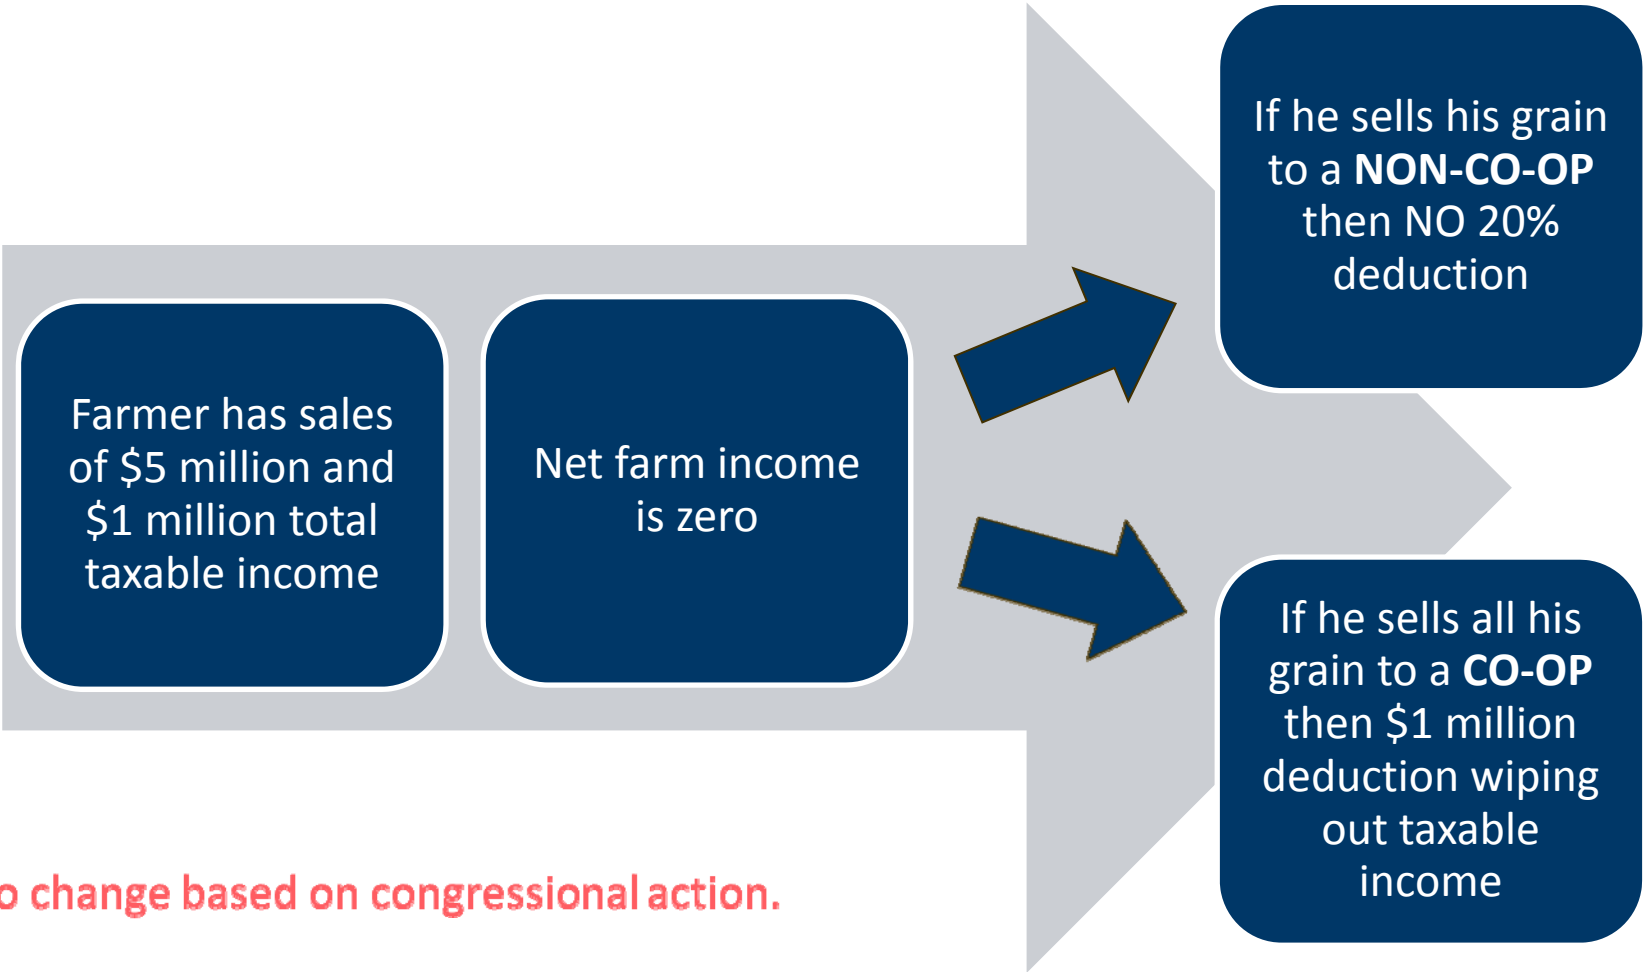 Farmer has sales
of $5 million and
$1 million total
taxable income
Net farm income
is zero
If he sells his grain
to a NON-CO-OP
then NO 20%
deduction
If he sells all his
grain to a CO-OP
then $1 million
deduction wiping
out taxable
income
change based on congressional action.